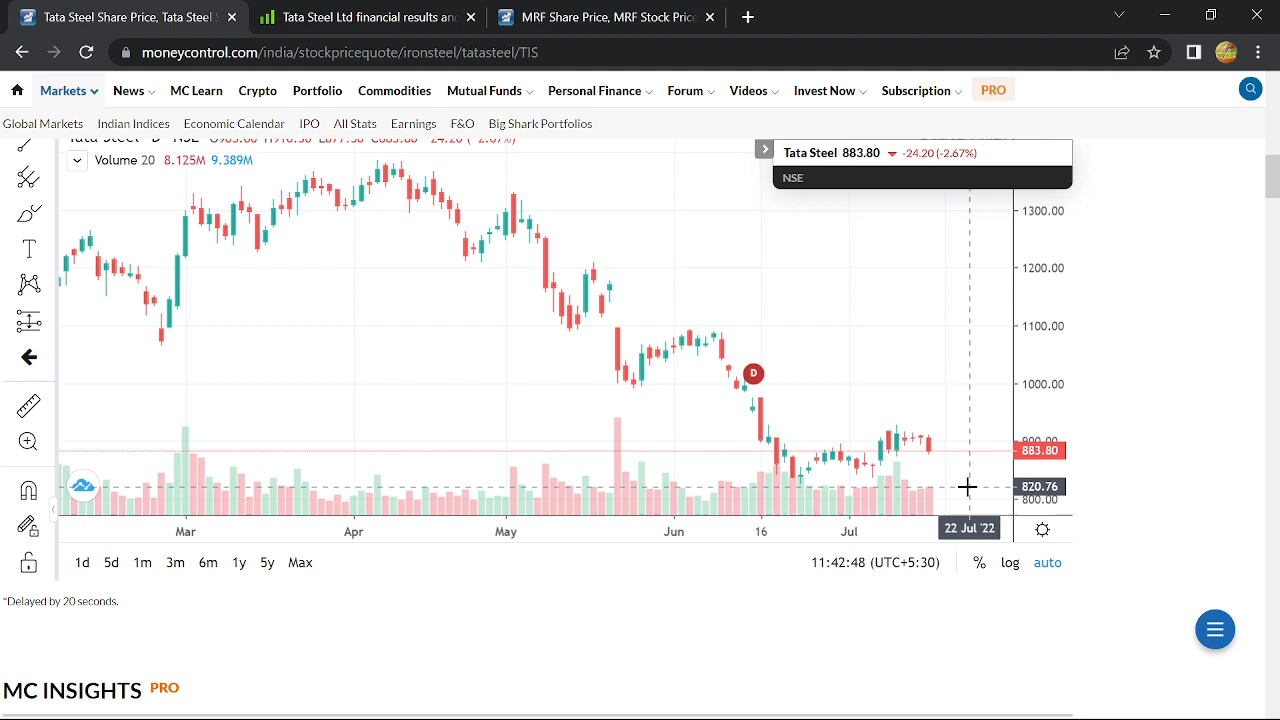 Tata Steel Share Price, Tata Steel S
Tata Steel Ltd financial results and
MRF Share Price, MRF Stock Price
moneycontrol.com/india/stockpricequote/ironsteel/tatasteel/TIS
Markets News MC Learn Crypto Portfolio Commodities Mutual Funds Personal Finance Forum Videos Invest Now Subscription PRO
Global Markets Indian Indices Economic Calendar IPO All Stats Earnings F&O Big Shark Portfolios
Tata Steel 883.80 -24.20 (-2.67%)
Volume 20 8.125M 9.389M
NSE
1300.00
1200.00
1100.00
D
1000.00
900.00
883.80
820.76
800.00
Mar Apr May Jun 16 Jul 22 Jul '22
1d 5d 1m 3m 6m 1y 5y Max 11:42:48 (UTC+5:30) % log auto
*Delayed by 20 seconds.
MC INSIGHTS PRO